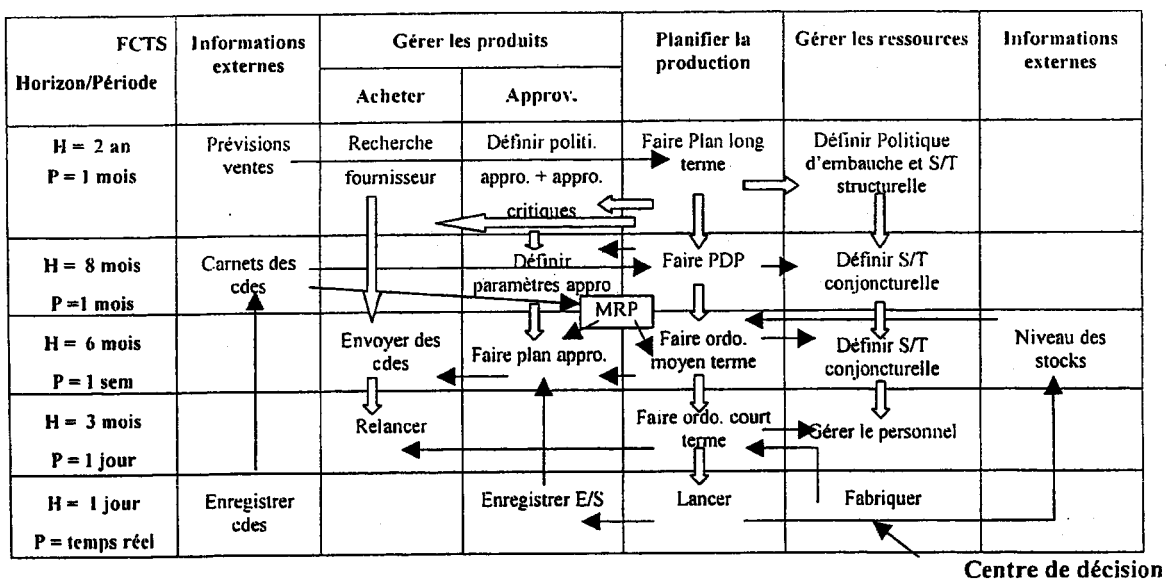 FCTS
Horizon/Période
Informations
externes
Gérer les produits
Acheter
Approv.
Planifier la
production
Gérer les ressources
Informations
externes
H = 2 an
P = 1 mois
Prévisions
ventes
Recherche
fournisseur
Définir politi.
appro. + appro.
critiques
Faire Plan long
terme
Définir Politique
d'embauche et S/T
structurelle
H = 8 mois
P =1 mois
Carnets des
cdes
Définir
paramètres appro
Faire PDP
Définir S/T
conjoncturelle
MRP
H = 6 mois
P = 1 sem
Envoyer des
cdes
Faire plan appro.
Faire ordo.
moyen terme
Définir S/T
conjoncturelle
Niveau des
stocks
H = 3 mois
P = 1 jour
Relancer
Faire ordo. court
terme
Gérer le personnel
H = 1 jour
P = temps réel
Enregistrer
cdes
Enregistrer E/S
Lancer
Fabriquer
Centre de décision